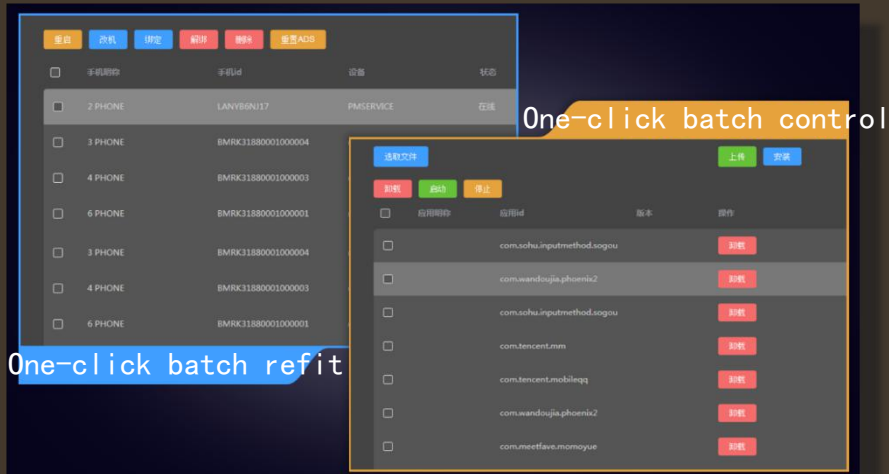 重启 改机 绑定 解绑 删除 重置ADS
手机昵称 手机id 设备 状态
2 PHONE LANYB6NJ17 PMSERVICE 在线
3 PHONE BMRK31880001000004
4 PHONE BMRK31880001000003
6 PHONE BMRK31880001000001
3 PHONE BMRK31880001000004
4 PHONE BMRK31880001000003
6 PHONE BMRK31880001000001
One-click batch refit
One-click batch control
选取文件 上传 安装
卸载 启动 停止
应用昵称 应用id 版本 操作
com.sohu.inputmethod.sogou 卸载
com.wandoujia.phoenix2 卸载
com.sohu.inputmethod.sogou 卸载
com.tencent.mm 卸载
com.tencent.mobileqq 卸载
com.wandoujia.phoenix2 卸载
com.meetfave.momoyue 卸载